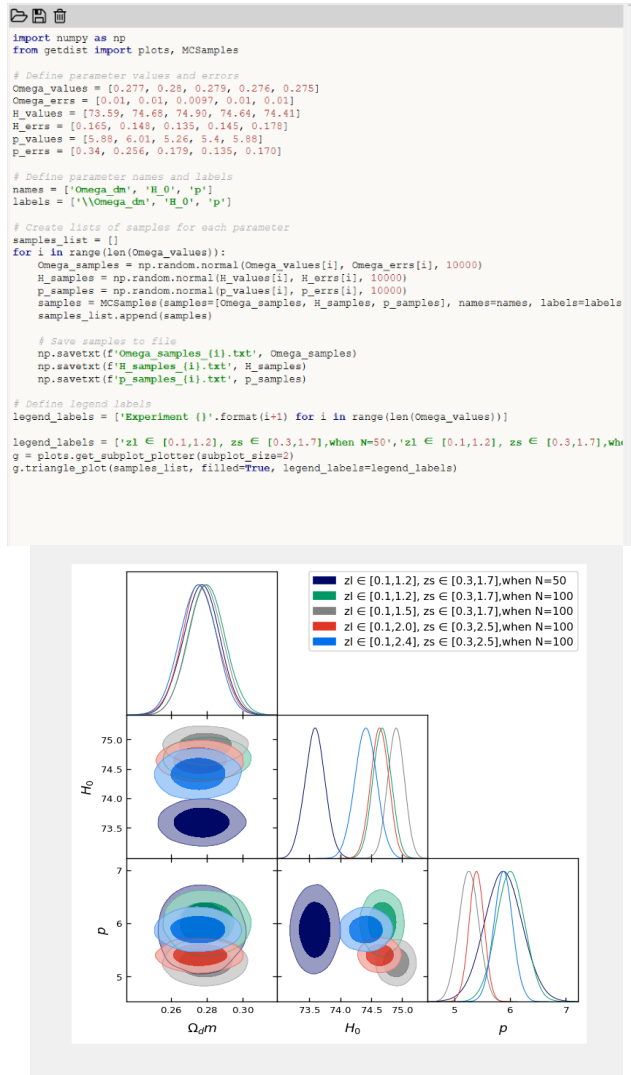 import numpy as np
from getdist import plots, MCSamples
# Define parameter values and errors
Omega_values = [0.277, 0.28, 0.279, 0.276, 0.275]
Omega_errs = [0.01, 0.01, 0.0097, 0.01, 0.01]
H_values = [73.59, 74.68, 74.90, 74.64, 74.41]
H_errs = [0.165, 0.148, 0.135, 0.145, 0.178]
p_values = [5.88, 6.01, 5.26, 5.4, 5.88]
p_errs = [0.34, 0.256, 0.179, 0.135, 0.170]
# Define parameter names and labels
names = ['Omega_dm', 'H_0', 'p']
labels = ['\\Omega_dm', 'H_0', 'p']
# Create lists of samples for each parameter
samples_list = []
for i in range(len(Omega_values)):
    Omega_samples = np.random.normal(Omega_values[i], Omega_errs[i], 10000)
    H_samples = np.random.normal(H_values[i], H_errs[i], 10000)
    p_samples = np.random.normal(p_values[i], p_errs[i], 10000)
    samples = MCSamples(samples=[Omega_samples, H_samples, p_samples], names=names, labels=labels
    samples_list.append(samples)
    # Save samples to file
    np.savetxt(f'Omega_samples_{i}.txt', Omega_samples)
    np.savetxt(f'H_samples_{i}.txt', H_samples)
    np.savetxt(f'p_samples_{i}.txt', p_samples)
# Define legend labels
legend_labels = ['Experiment {}'.format(i+1) for i in range(len(Omega_values))]
legend_labels = ['zl ∈ [0.1,1.2], zs ∈ [0.3,1.7],when N=50','zl ∈ [0.1,1.2], zs ∈ [0.3,1.7],whe
g = plots.get_subplot_plotter(subplot_size=2)
g.triangle_plot(samples_list, filled=True, legend_labels=legend_labels)
zl ∈ [0.1,1.2], zs ∈ [0.3,1.7],when N=50
zl ∈ [0.1,1.2], zs ∈ [0.3,1.7],when N=100
zl ∈ [0.1,1.5], zs ∈ [0.3,1.7],when N=100
zl ∈ [0.1,2.0], zs ∈ [0.3,2.5],when N=100
zl ∈ [0.1,2.4], zs ∈ [0.3,2.5],when N=100
75.0
74.5
74.0
73.5
H₀
7
6
5
p
0.26 0.28 0.30
Ω_dm
73.5 74.0 74.5 75.0
H₀
5 6 7
p